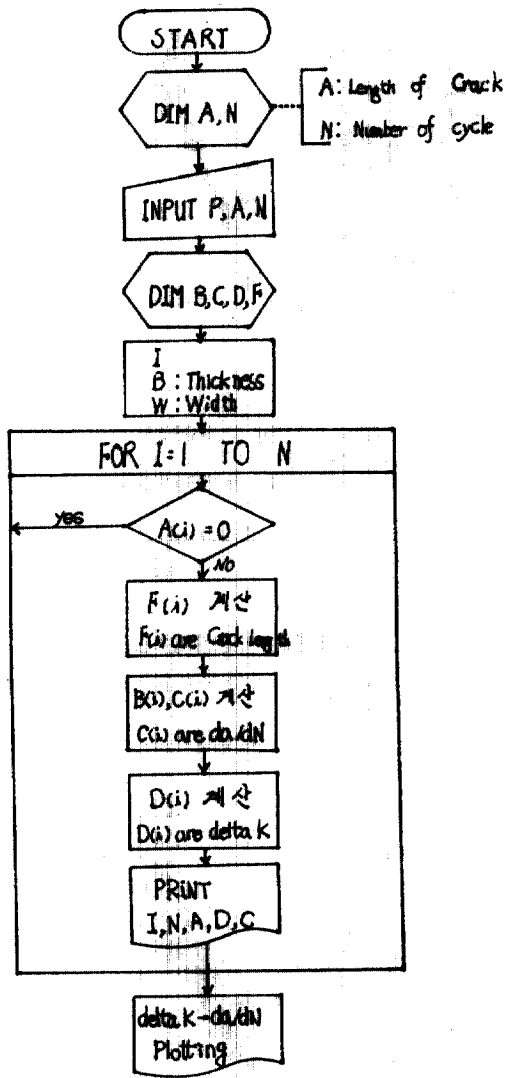 START
DIM A, N
A: Length of Crack
N: Number of cycle
INPUT P, A, N
DIM B, C, D, F
I
B : Thickness
W : Width
FOR I = 1 TO N
A(i) = 0
yes
No
F(i) 계산
F(i) are Crack length
B(i), C(i) 계산
C(i) are da/dN
D(i) 계산
D(i) are delta k
PRINT
I, N, A, D, C
delta k - da/dN
Plotting